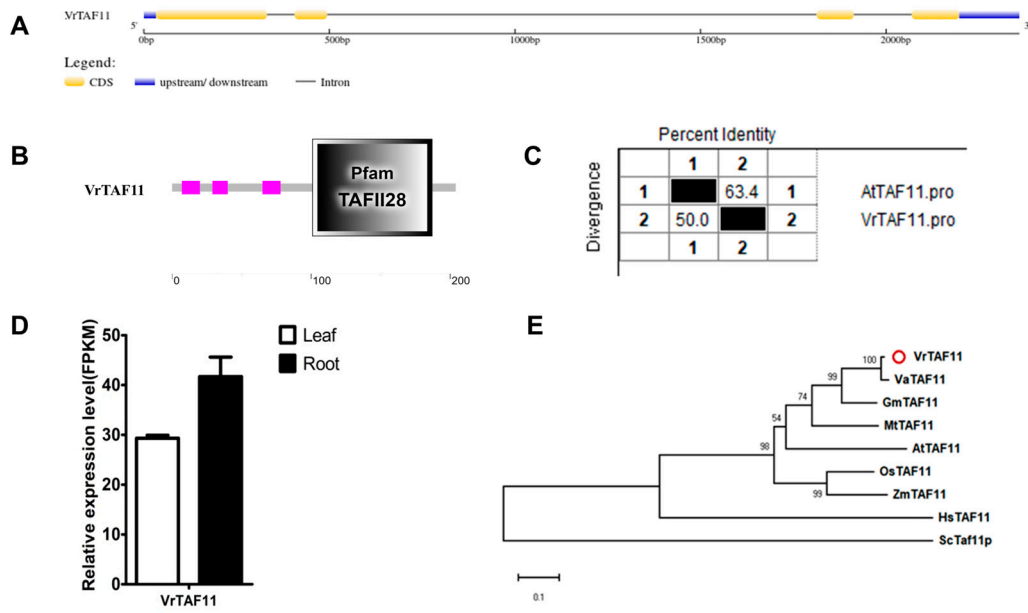 A
VrTAF11
5'
3
0bp
500bp
1000bp
1500bp
2000bp
Legend:
CDS
upstream/ downstream
Intron
B
VrTAF11
Pfam
TAFII28
0
100
200
C
Percent Identity
Divergence
1 2
1 63.4 1 AtTAF11.pro
2 50.0 2 VrTAF11.pro
1 2
D
Relative expression level(FPKM)
50
40
30
20
10
0
VrTAF11
Leaf
Root
E
100
VrTAF11
99
VaTAF11
74
GmTAF11
54
MtTAF11
98
AtTAF11
OsTAF11
99
ZmTAF11
HsTAF11
ScTaf11p
0.1